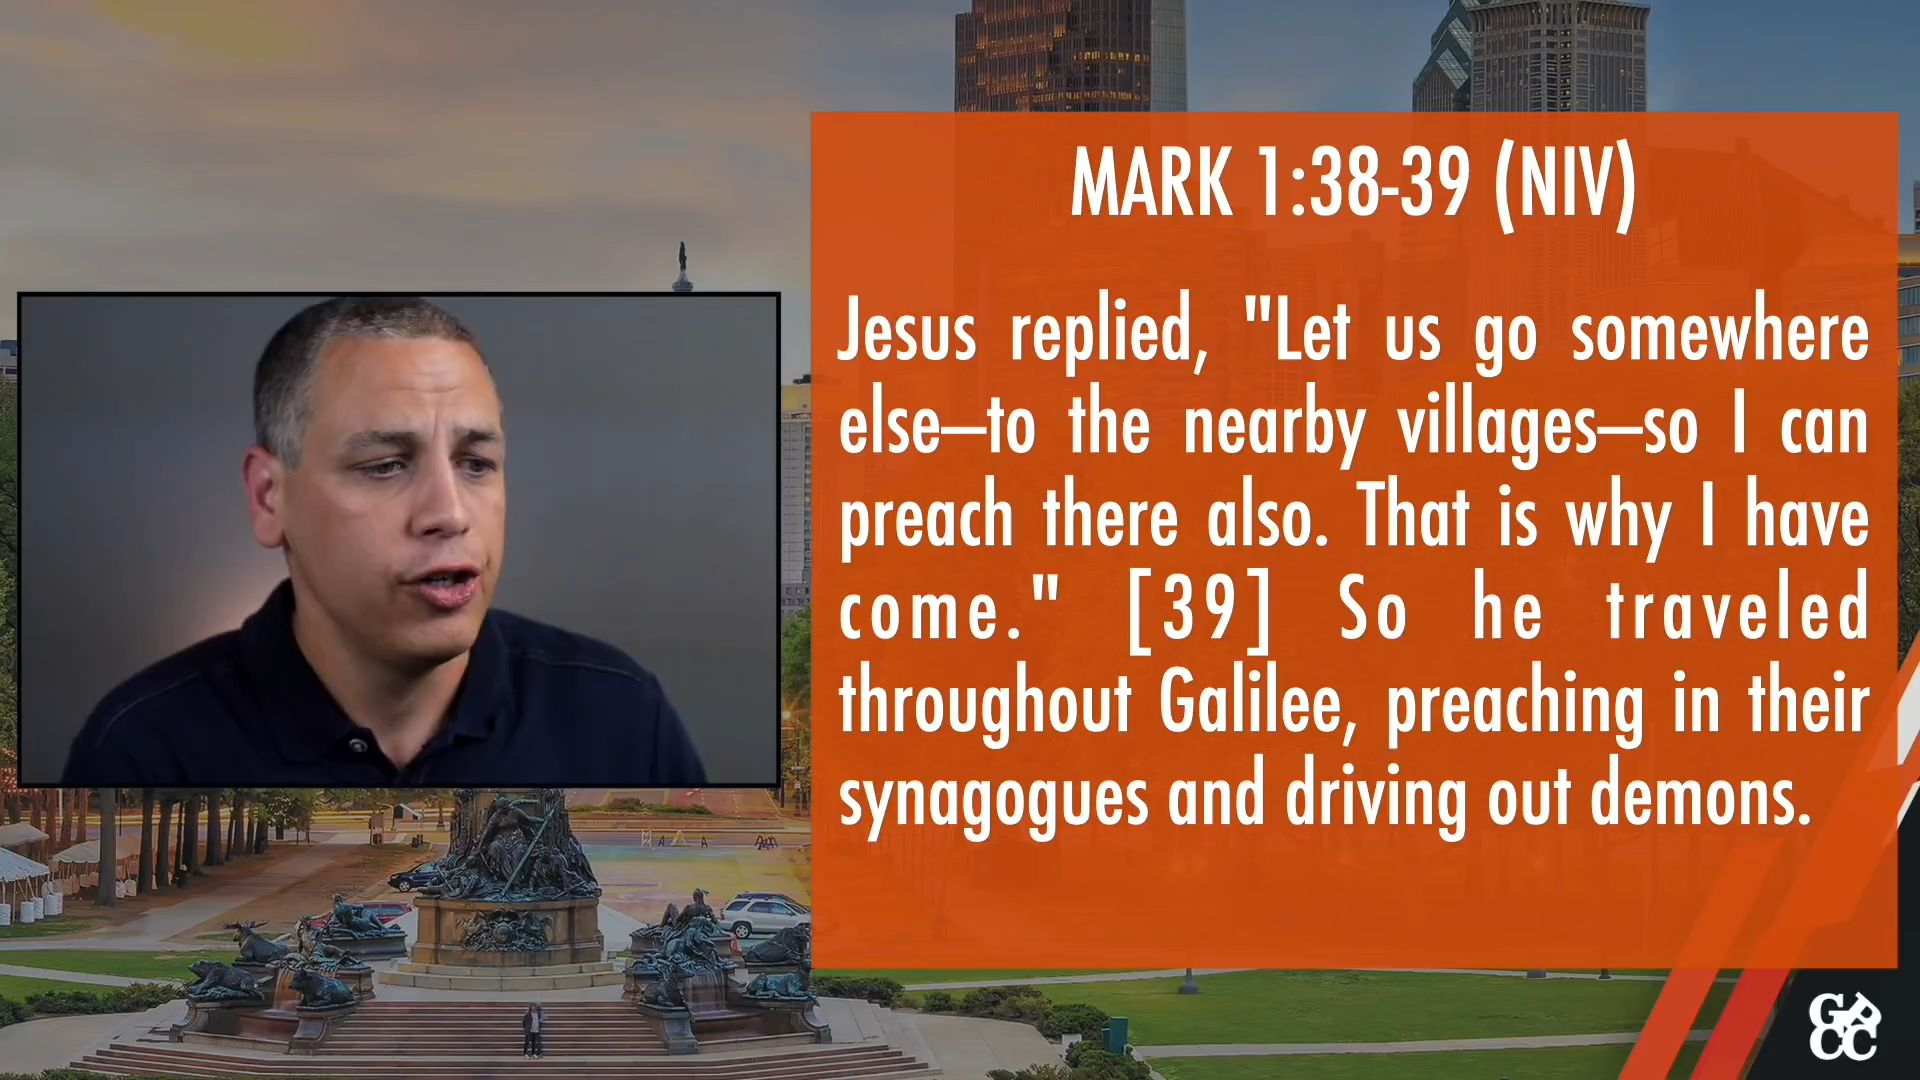 MARK 1:38-39 (NIV)
Jesus replied, "Let us go somewhere
else—to the nearby villages—so I can
preach there also. That is why I have
come." [39] So he traveled
throughout Galilee, preaching in their
synagogues and driving out demons.
G CC